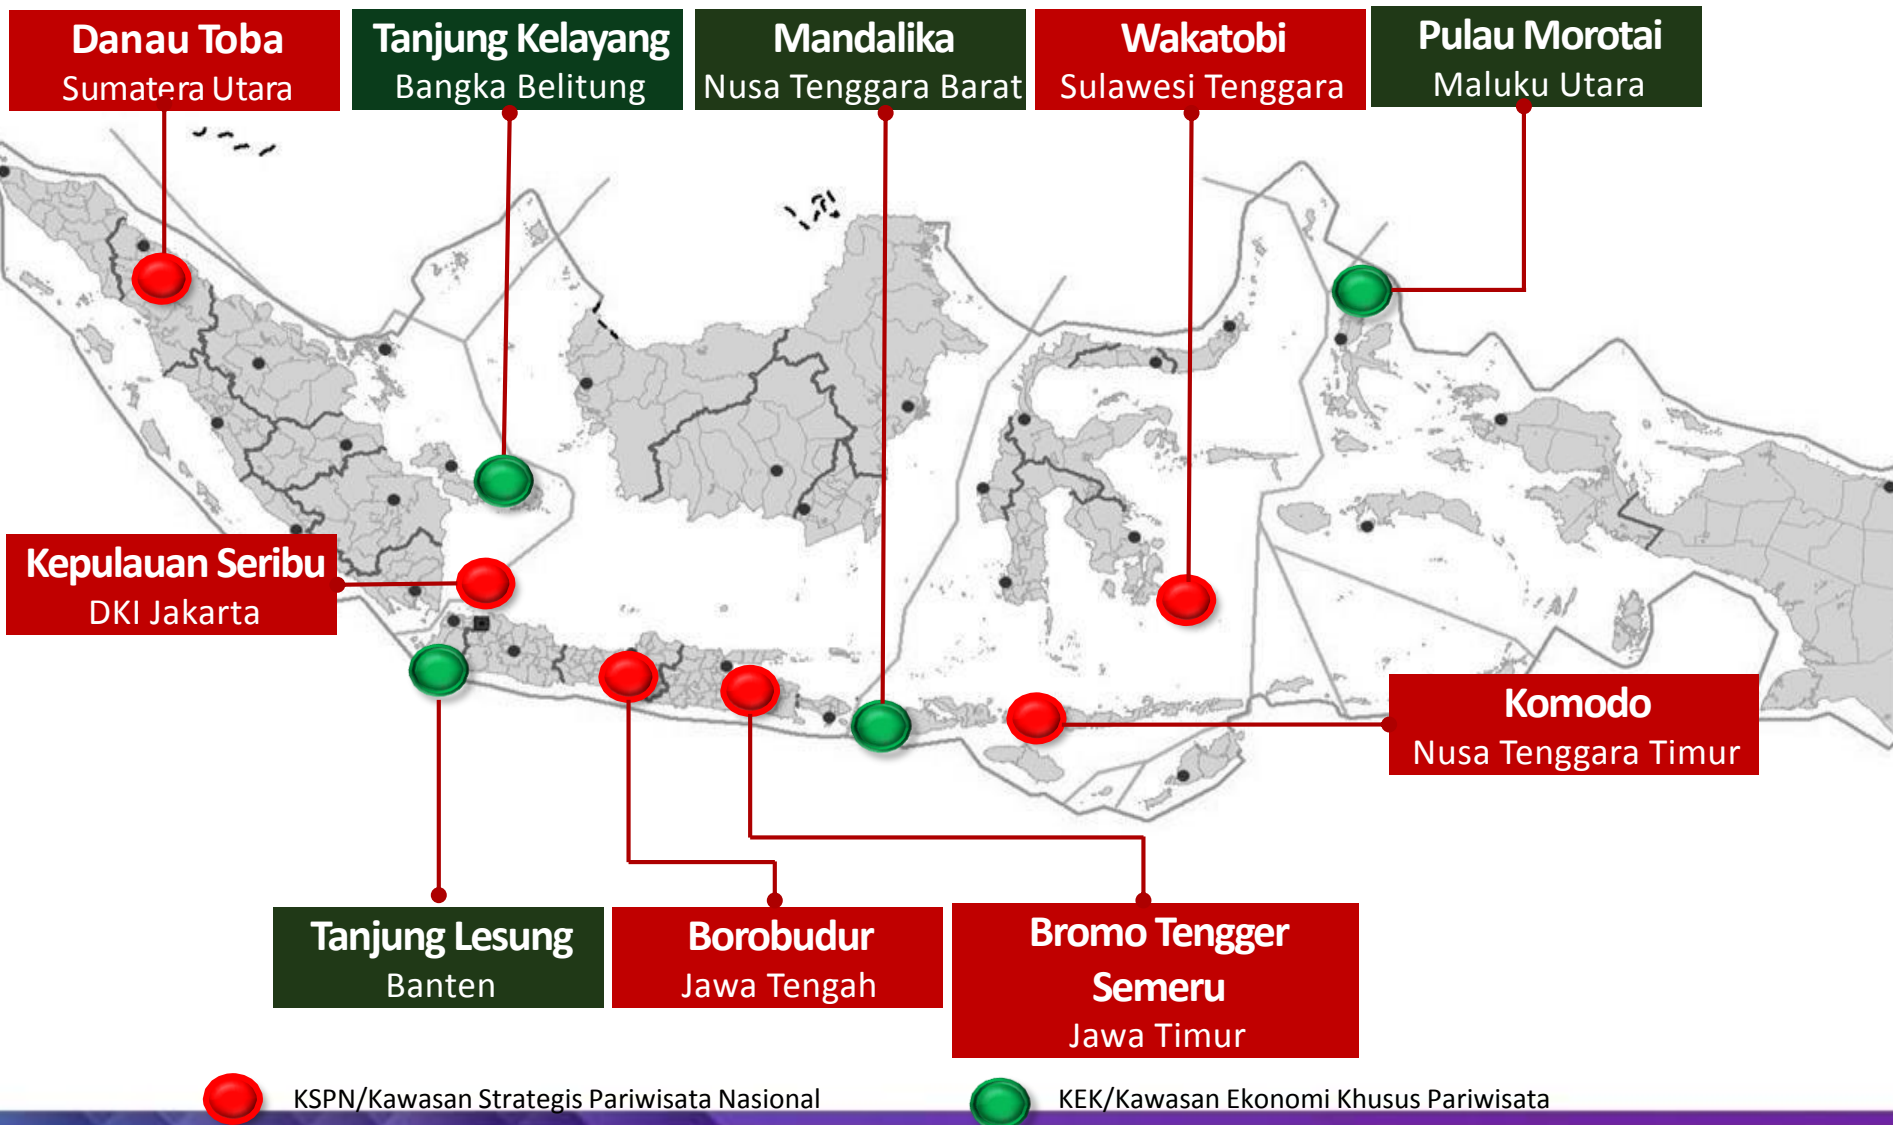 Danau Toba
Sumatera Utara
Tanjung Kelayang
Bangka Belitung
Mandalika
Nusa Tenggara Barat
Wakatobi
Sulawesi Tenggara
Pulau Morotai
Maluku Utara
Kepulauan Seribu
DKI Jakarta
Komodo
Nusa Tenggara Timur
Tanjung Lesung
Banten
Borobudur
Jawa Tengah
Bromo Tengger
Semeru
Jawa Timur
KSPN/Kawasan Strategis Pariwisata Nasional
KEK/Kawasan Ekonomi Khusus Pariwisata